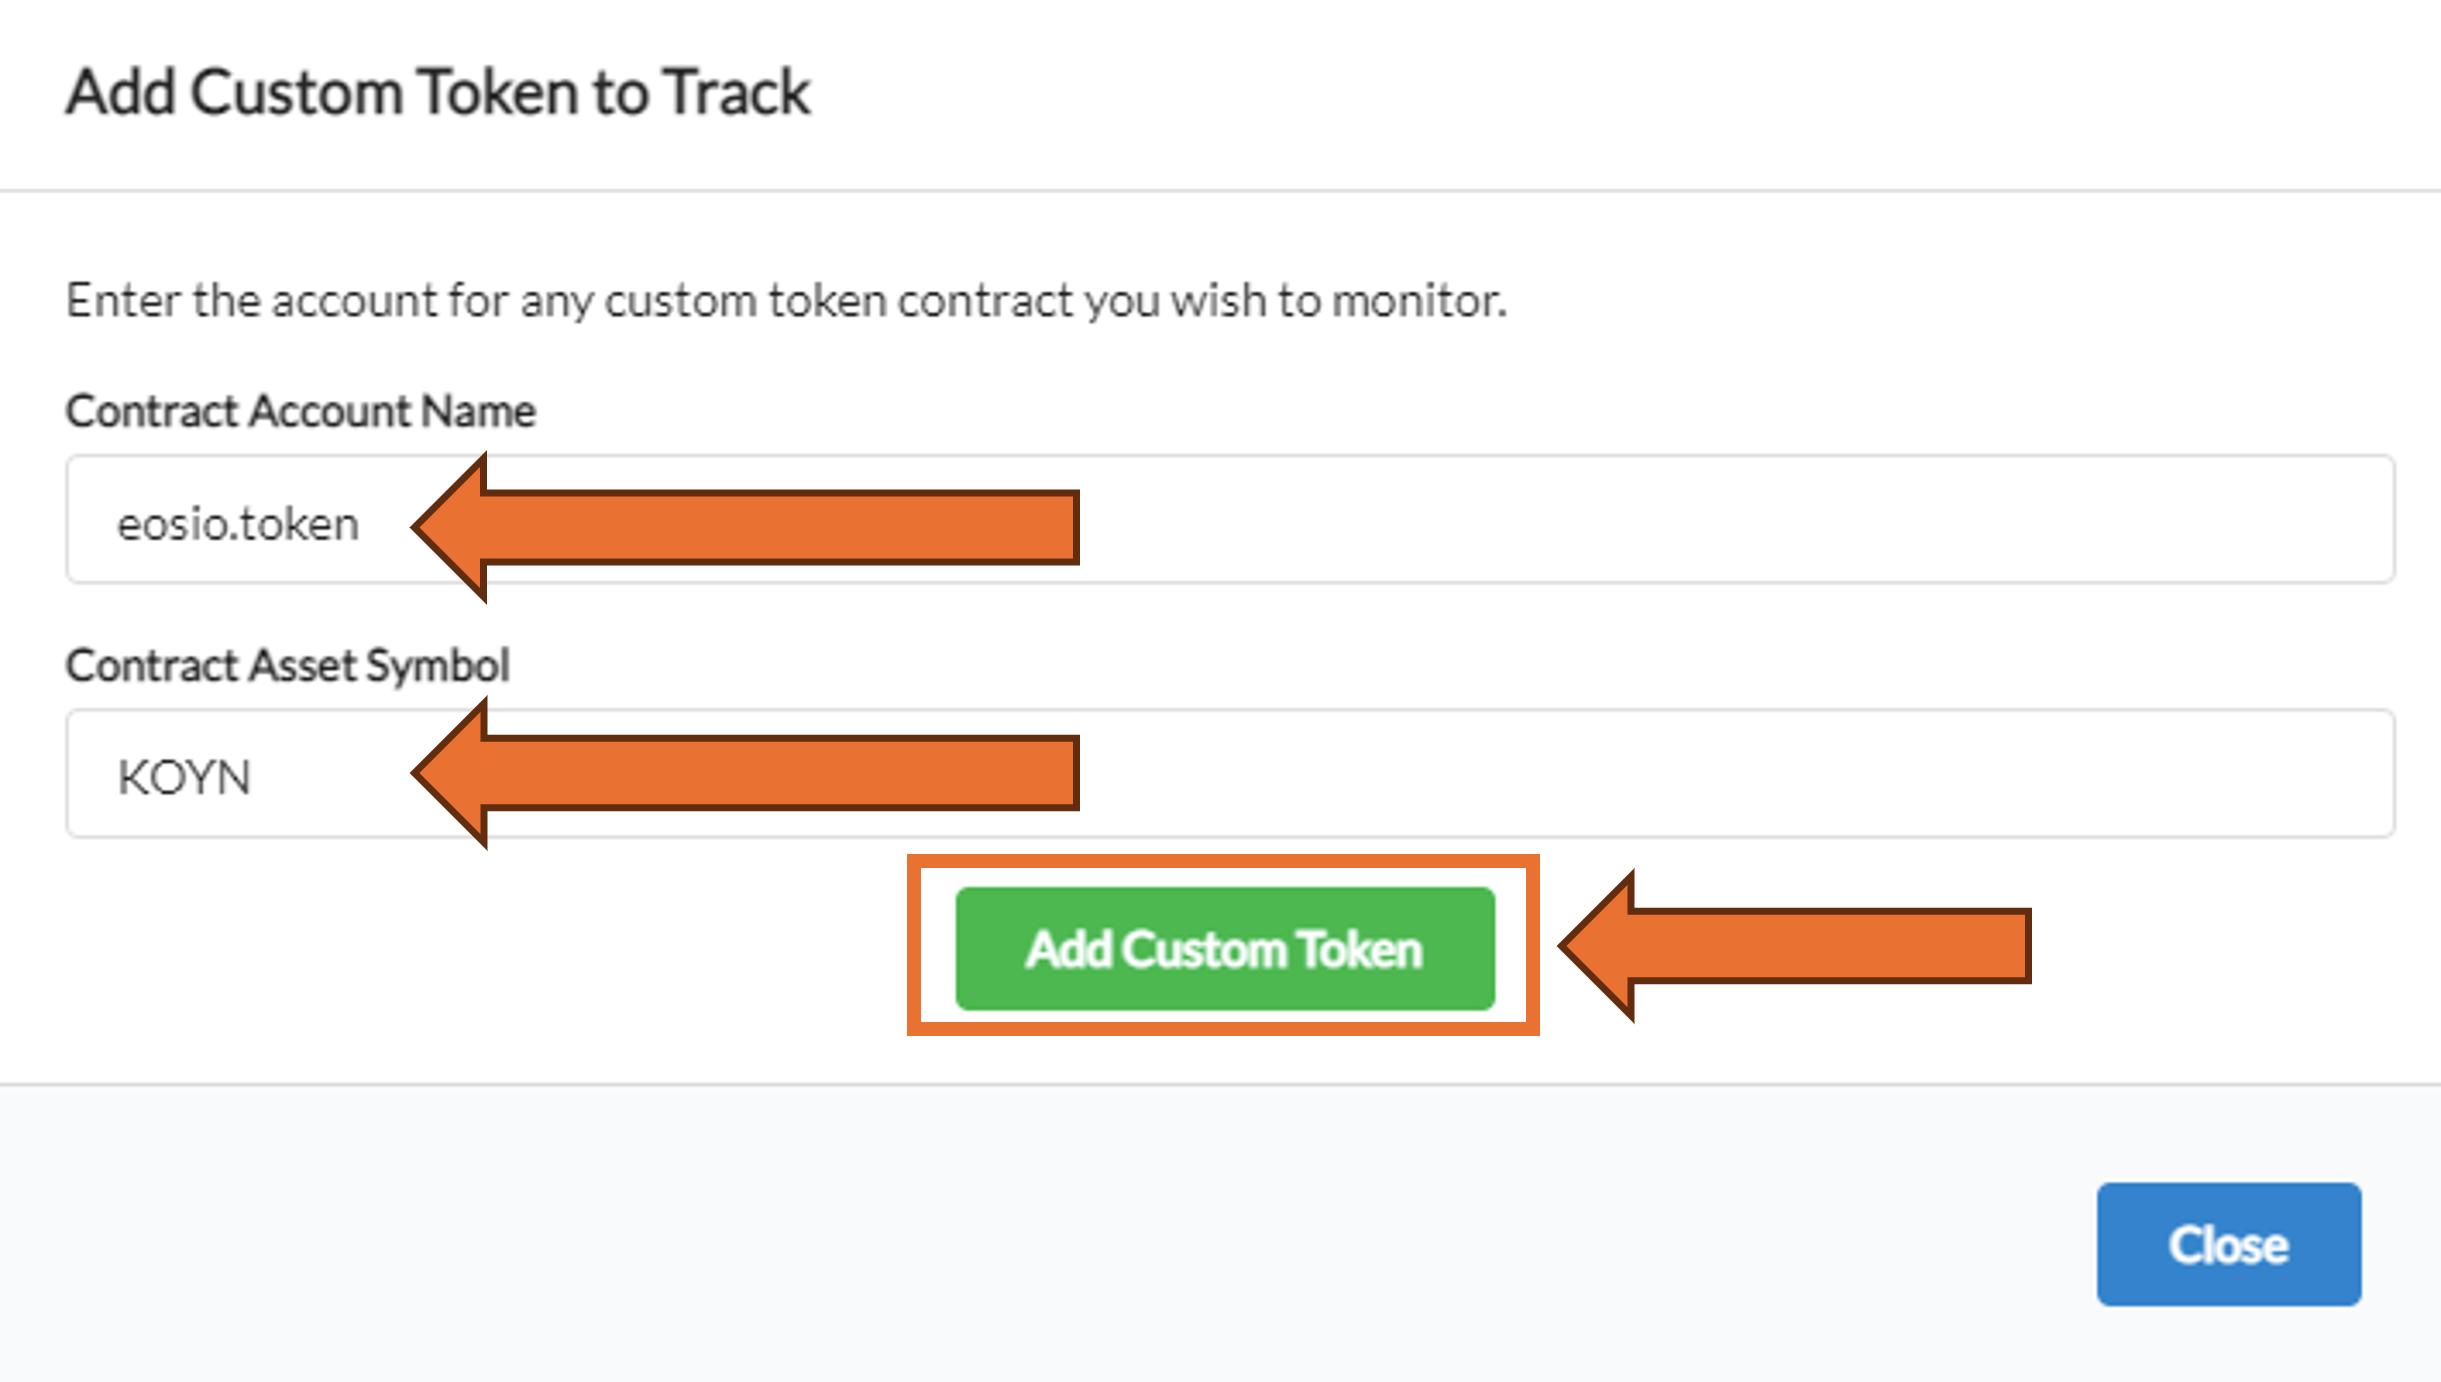 Add Custom Token to Track
Enter the account for any custom token contract you wish to monitor.
Contract Account Name
eosio.token
Contract Asset Symbol
KOYN
Add Custom Token
Close